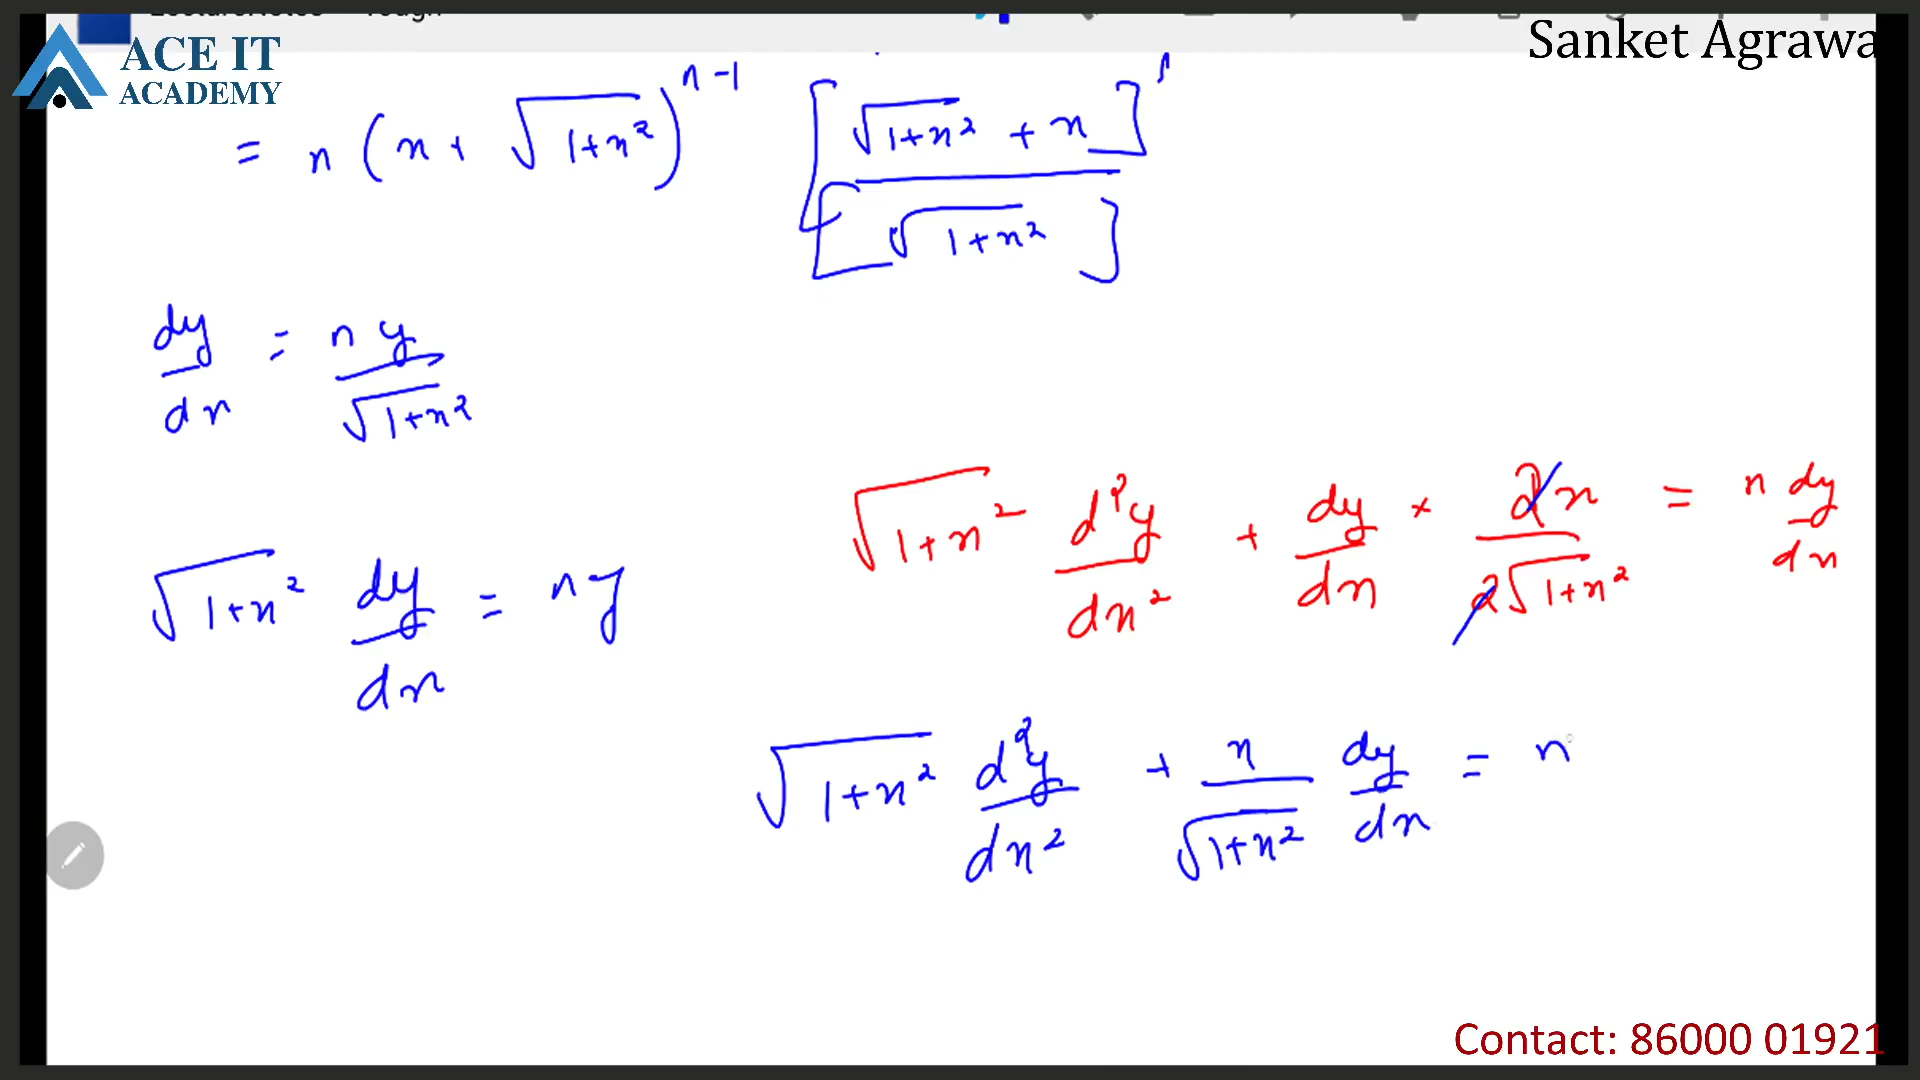 ACE IT
ACADEMY
Sanket Agrawa
= n (x + √(1+x²))^(n-1) [√(1+x²) + x] / [√(1+x²)]
dy/dx = ny/√(1+x²)
√(1+x²) d²y/dx² + dy/dx × 2x/2√(1+x²) = n dy/dx
√(1+x²) dy/dx = ny
√(1+x²) d²y/dx² + x/√(1+x²) dy/dx = n
Contact: 86000 01921